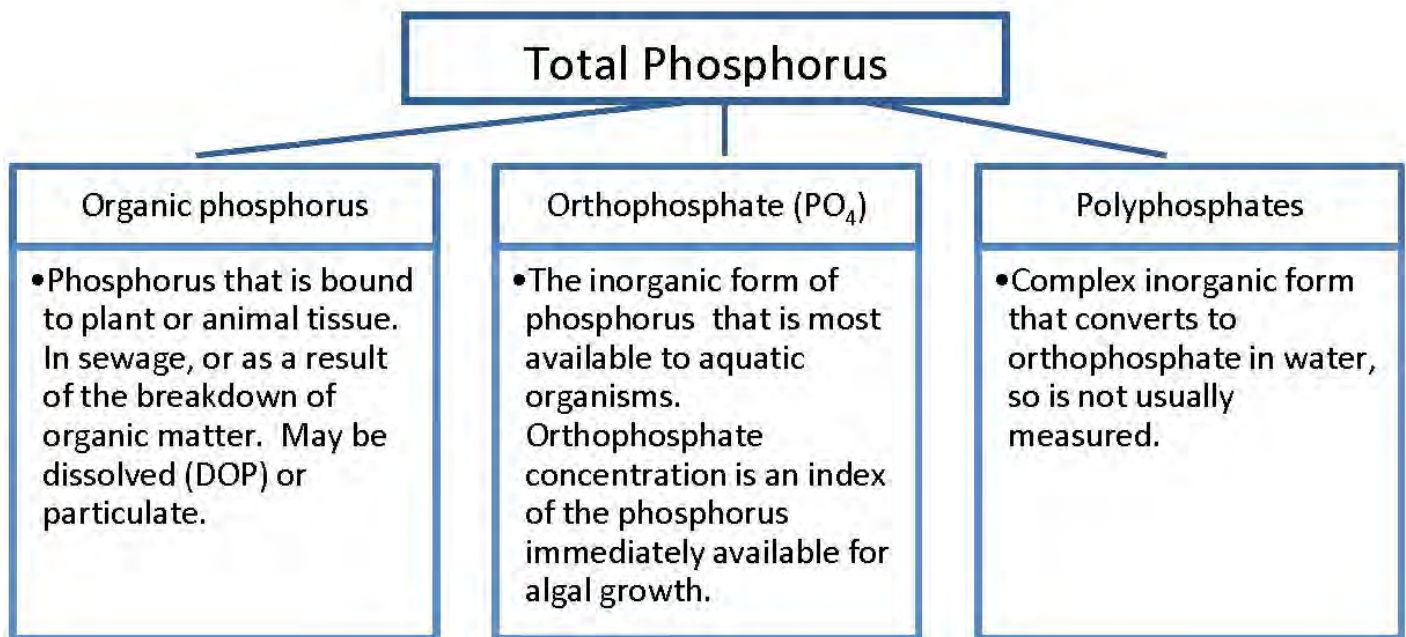 Total Phosphorus
Organic phosphorus
•Phosphorus that is bound
to plant or animal tissue.
In sewage, or as a result
of the breakdown of
organic matter.  May be
dissolved (DOP) or
particulate.
Orthophosphate (PO₄)
•The inorganic form of
phosphorus  that is most
available to aquatic
organisms.
Orthophosphate
concentration is an index
of the phosphorus
immediately available for
algal growth.
Polyphosphates
•Complex inorganic form
that converts to
orthophosphate in water,
so is not usually
measured.